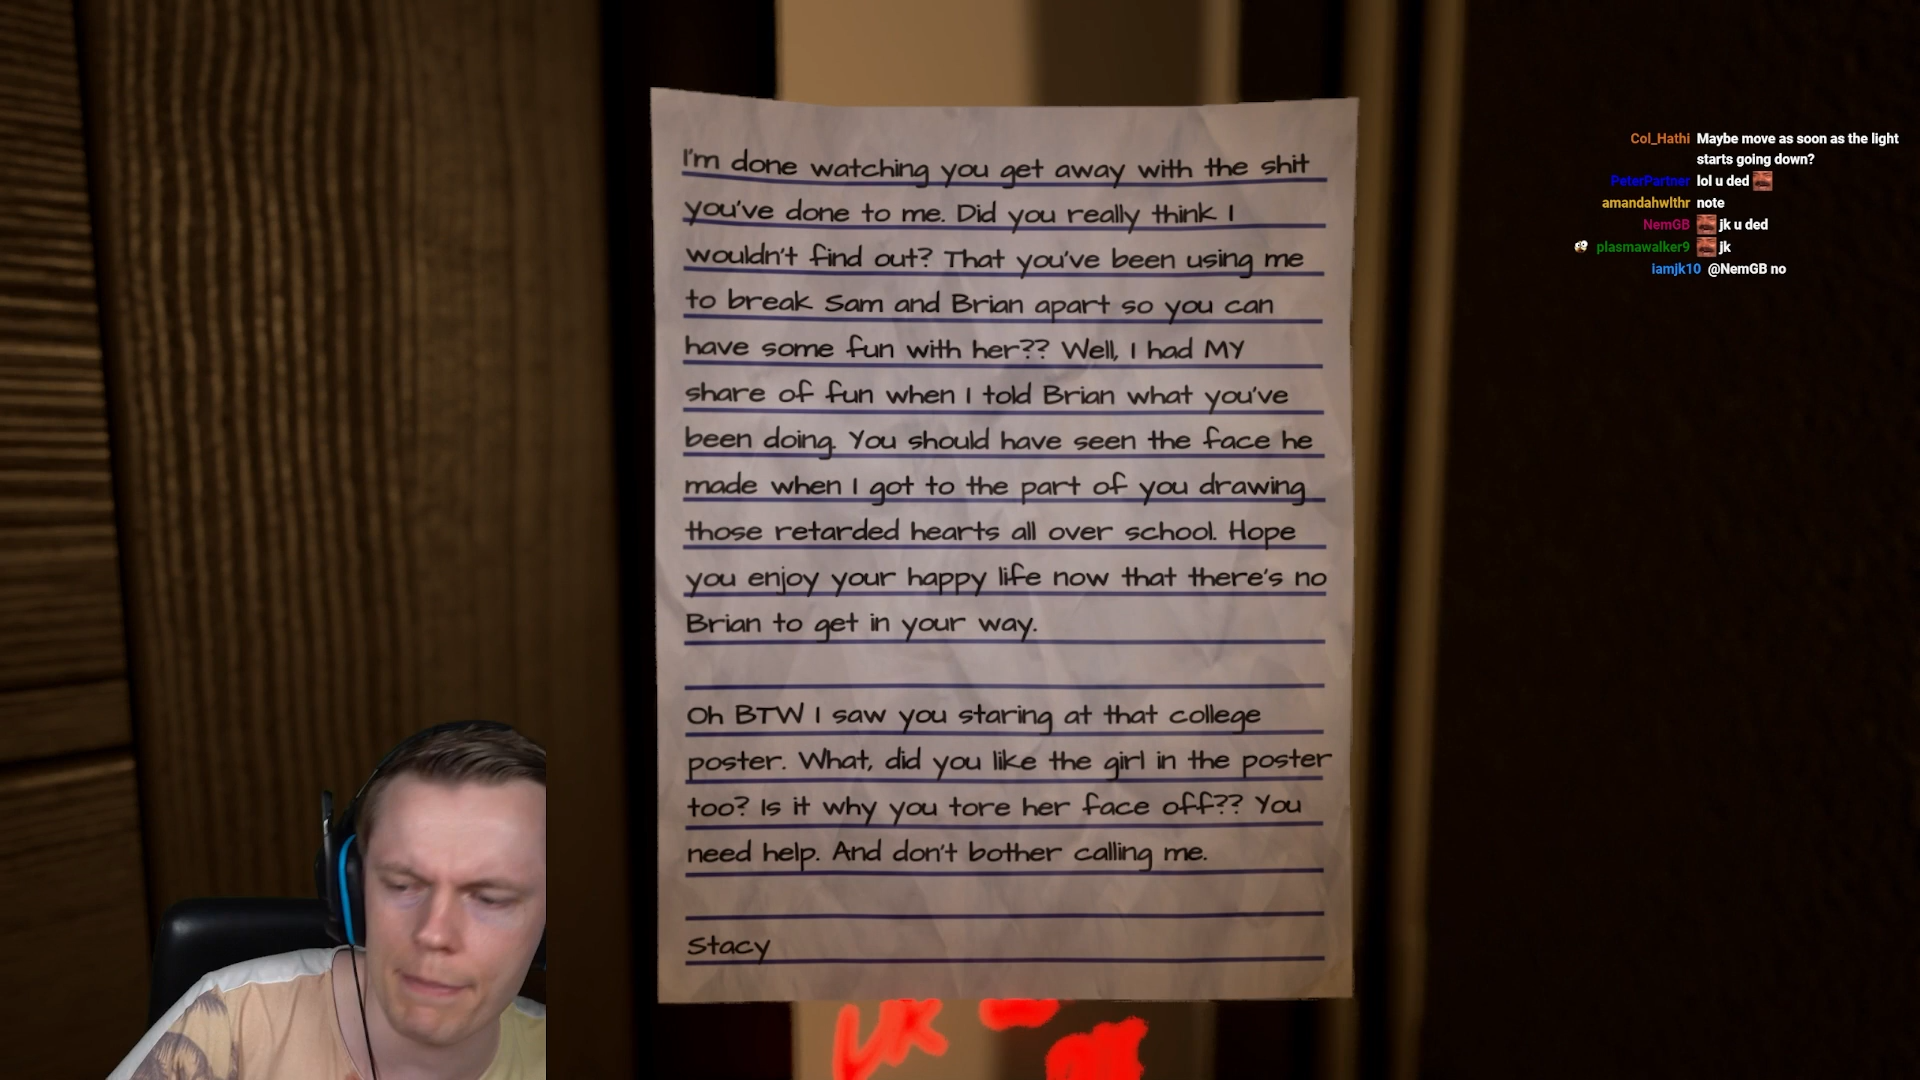 I'm done watching you get away with the shit
you've done to me. Did you really think I
wouldn't find out? That you've been using me
to break Sam and Brian apart so you can
have some fun with her?? Well, I had MY
share of fun when I told Brian what you've
been doing. You should have seen the face he
made when I got to the part of you drawing
those retarded hearts all over school. Hope
you enjoy your happy life now that there's no
Brian to get in your way.
Oh BTW I saw you staring at that college
poster. What, did you like the girl in the poster
too? Is it why you tore her face off?? You
need help. And don't bother calling me.
Stacy
Col_Hathi Maybe move as soon as the light
starts going down?
PeterPartner lol u ded
amandahwlthr note
NemGB jk u ded
plasmawalker9 jk
iamjk10 @NemGB no